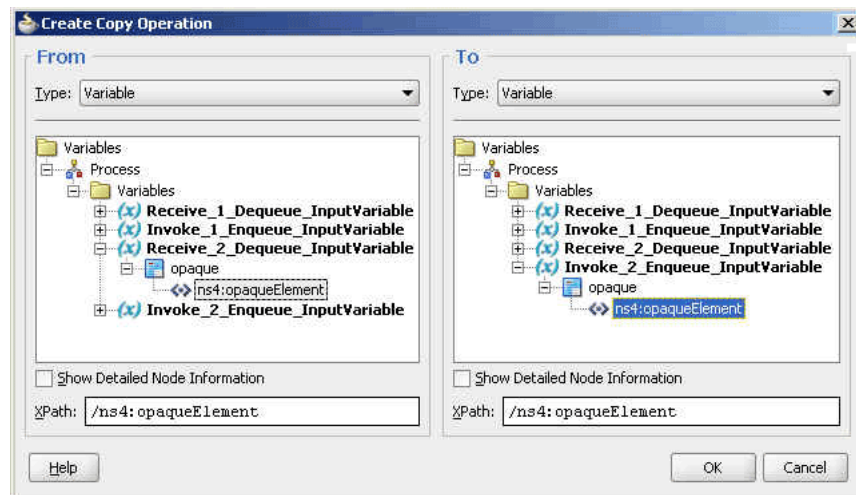 Create Copy Operation
From
Type: Variable
Variables
Process
Variables
(x) Receive_1_Dequeue_InputVariable
(x) Invoke_1_Enqueue_InputVariable
(x) Receive_2_Dequeue_InputVariable
opaque
ns4:opaqueElement
(x) Invoke_2_Enqueue_InputVariable
Show Detailed Node Information
XPath: /ns4:opaqueElement
To
Type: Variable
Variables
Process
Variables
(x) Receive_1_Dequeue_InputVariable
(x) Invoke_1_Enqueue_InputVariable
(x) Receive_2_Dequeue_InputVariable
(x) Invoke_2_Enqueue_InputVariable
opaque
ns4:opaqueElement
Show Detailed Node Information
XPath: /ns4:opaqueElement
Help
OK
Cancel